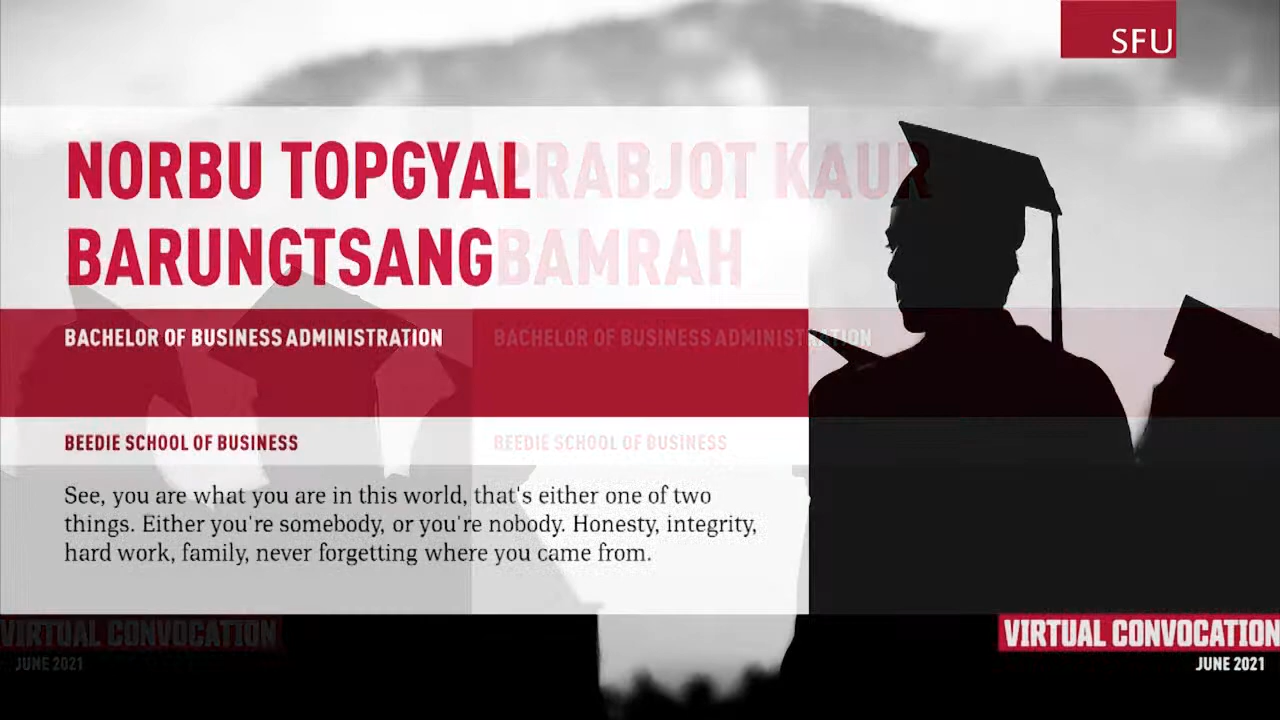 SFU
NORBU TOPGYAL
BARUNGTSANG
PRABJOT KAUR
BAMRAH
BACHELOR OF BUSINESS ADMINISTRATION
BACHELOR OF BUSINESS ADMINISTRATION
BEEDIE SCHOOL OF BUSINESS
BEEDIE SCHOOL OF BUSINESS
See, you are what you are in this world, that's either one of two
things. Either you're somebody, or you're nobody. Honesty, integrity,
hard work, family, never forgetting where you came from.
VIRTUAL CONVOCATION
JUNE 2021
VIRTUAL CONVOCATION
JUNE 2021